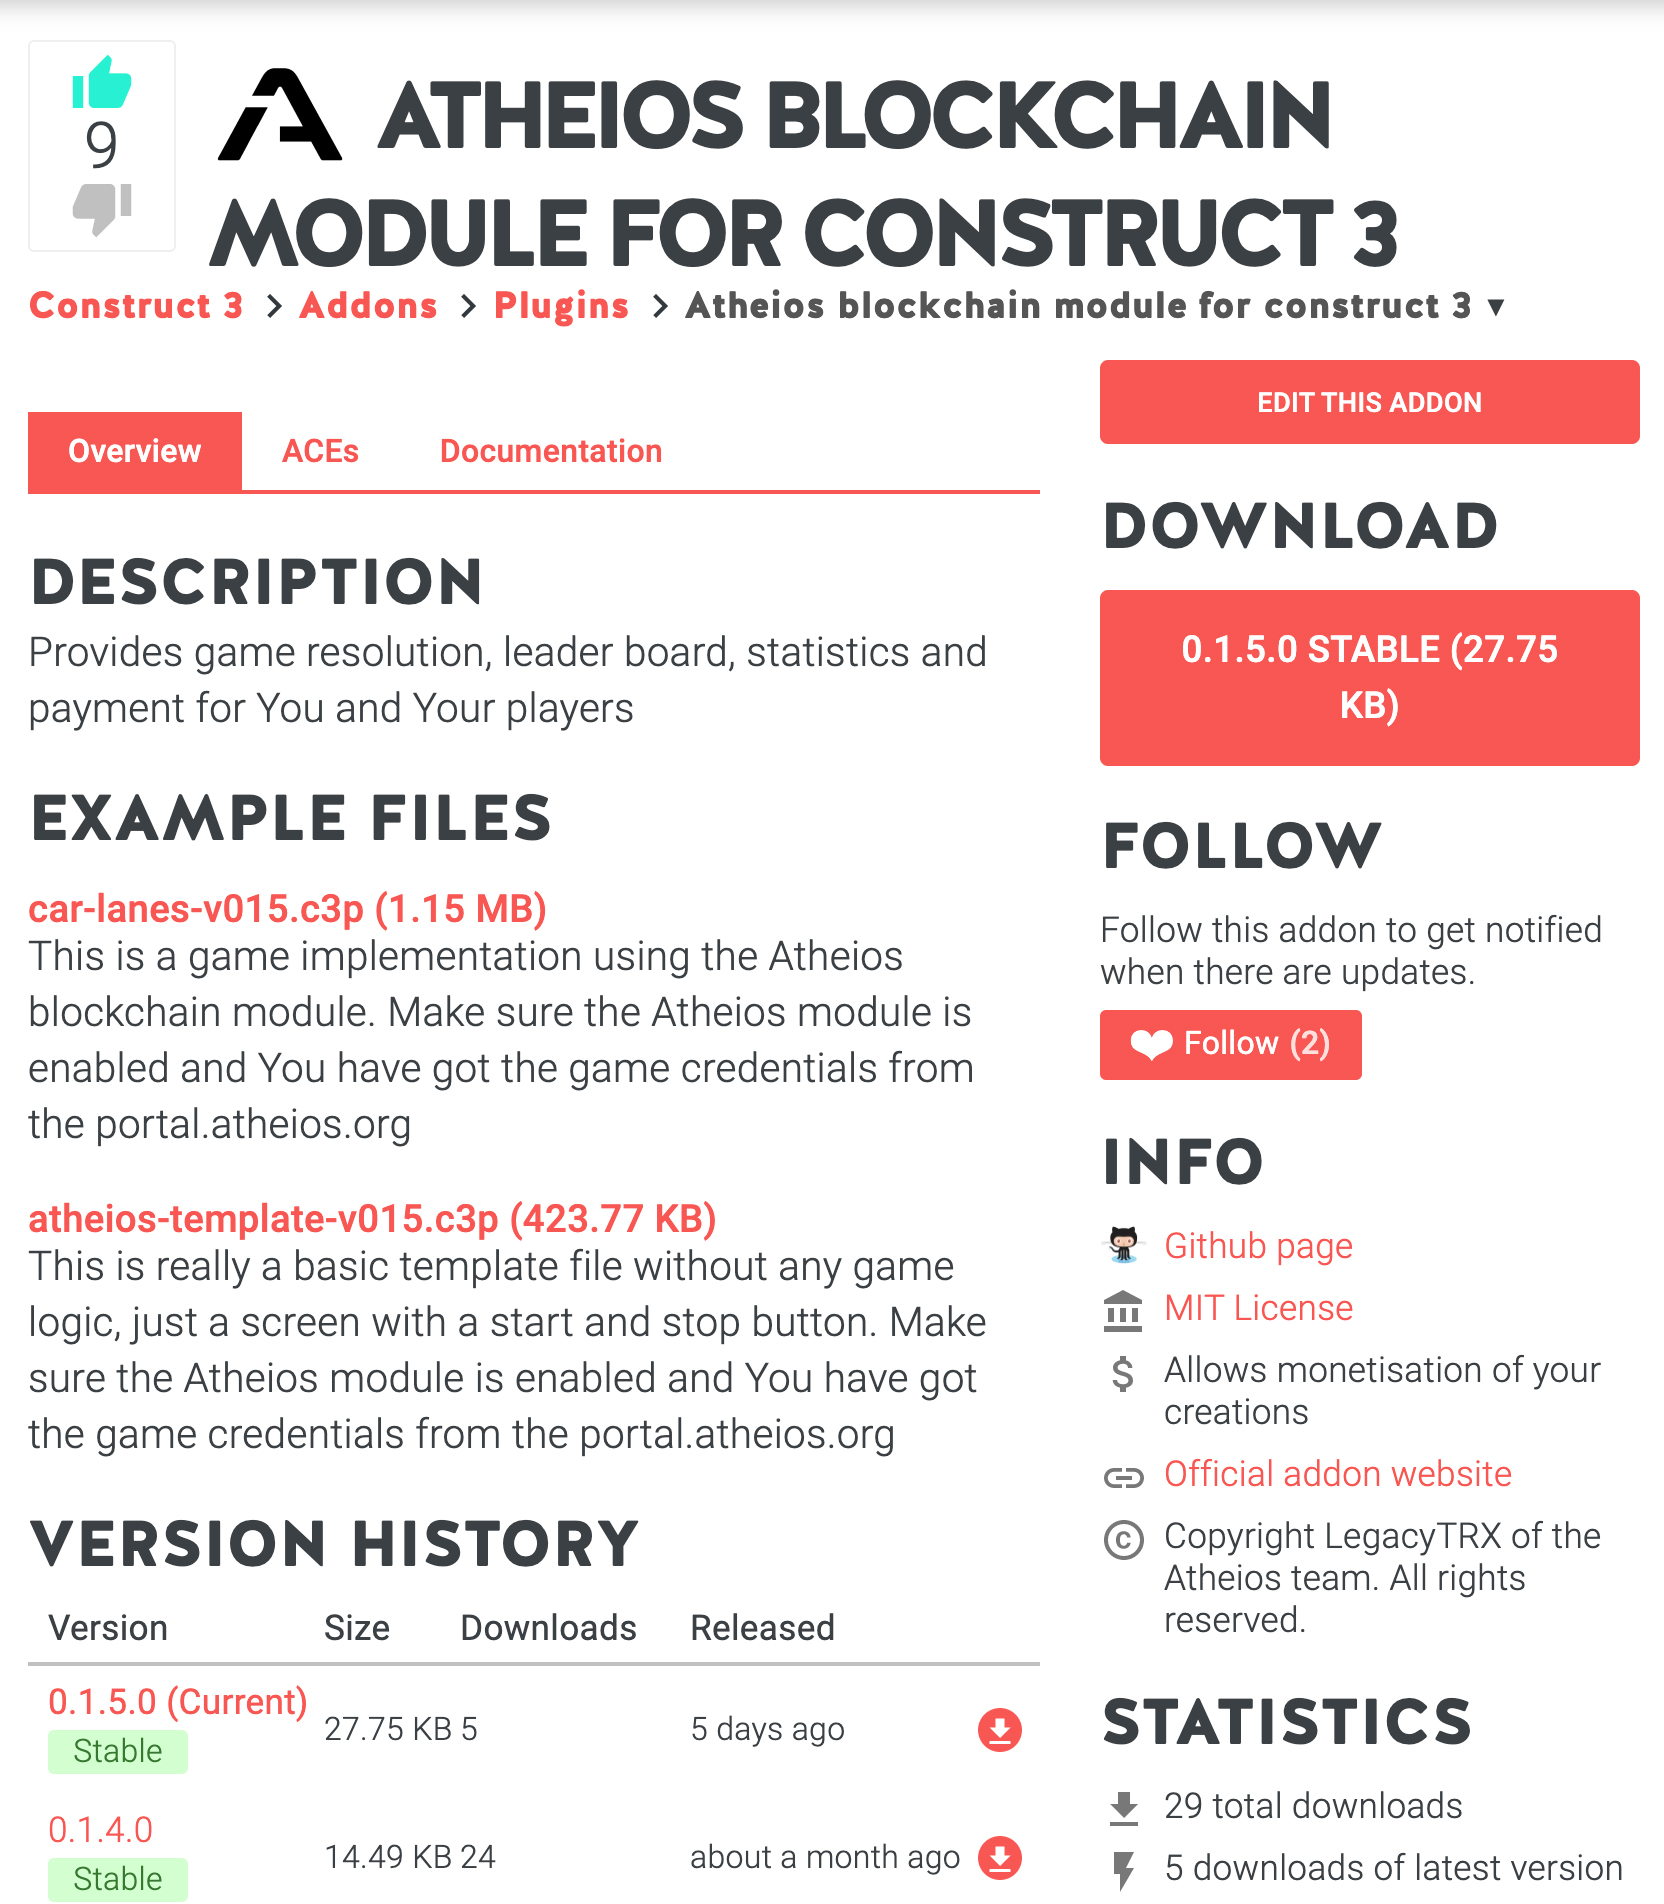 9
ATHEIOS BLOCKCHAIN
MODULE FOR CONSTRUCT 3
Construct 3 > Addons > Plugins > Atheios blockchain module for construct 3 ▼
Overview ACEs Documentation
DESCRIPTION
Provides game resolution, leader board, statistics and
payment for You and Your players
EXAMPLE FILES
car-lanes-v015.c3p (1.15 MB)
This is a game implementation using the Atheios
blockchain module. Make sure the Atheios module is
enabled and You have got the game credentials from
the portal.atheios.org
atheios-template-v015.c3p (423.77 KB)
This is really a basic template file without any game
logic, just a screen with a start and stop button. Make
sure the Atheios module is enabled and You have got
the game credentials from the portal.atheios.org
VERSION HISTORY
Version Size Downloads Released
0.1.5.0 (Current)
Stable
27.75 KB 5 5 days ago
0.1.4.0
Stable
14.49 KB 24 about a month ago
EDIT THIS ADDON
DOWNLOAD
0.1.5.0 STABLE (27.75
KB)
FOLLOW
Follow this addon to get notified
when there are updates.
Follow (2)
INFO
Github page
MIT License
Allows monetisation of your
creations
Official addon website
Copyright LegacyTRX of the
Atheios team. All rights
reserved.
STATISTICS
29 total downloads
5 downloads of latest version